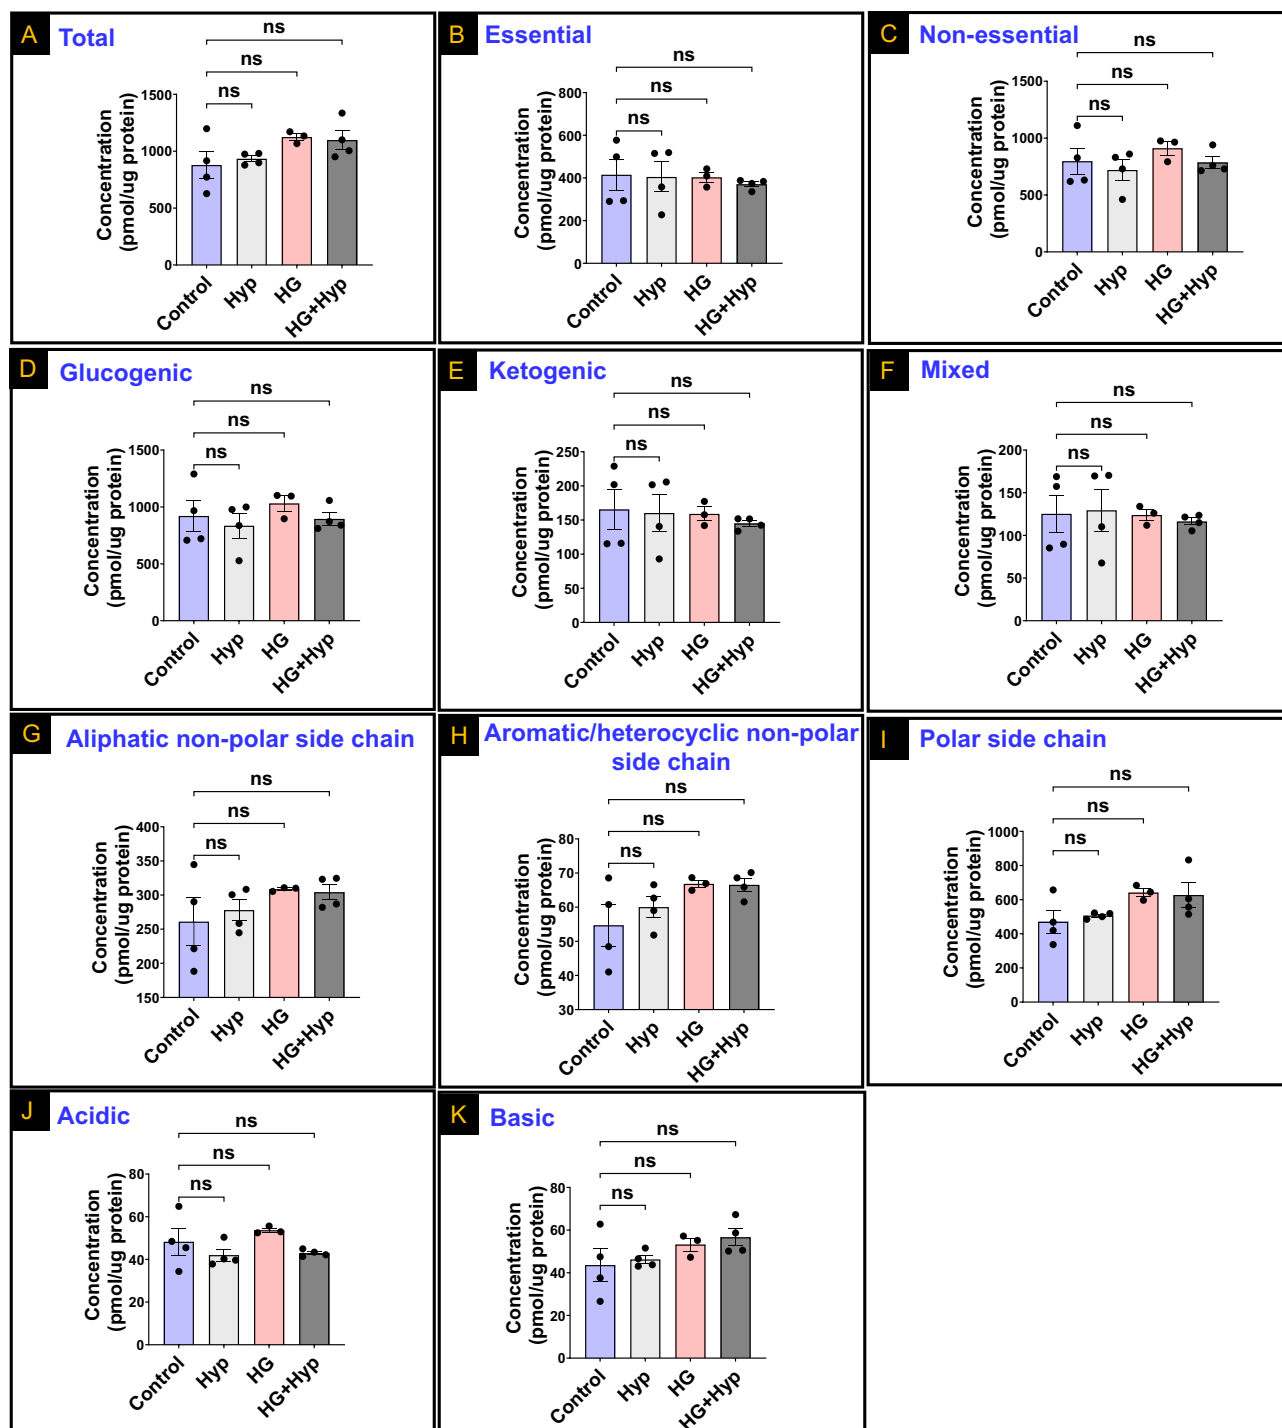 A Total
ns
ns
ns
Concentration
(pmol/ug protein)
1500
1000
500
0
Control
Hyp
HG
HG+Hyp
B Essential
ns
ns
ns
Concentration
(pmol/ug protein)
800
600
400
200
0
Control
Hyp
HG
HG+Hyp
C Non-essential
ns
ns
ns
Concentration
(pmol/ug protein)
1500
1000
500
0
Control
Hyp
HG
HG+Hyp
D Glucogenic
ns
ns
ns
Concentration
(pmol/ug protein)
1500
1000
500
0
Control
Hyp
HG
HG+Hyp
E Ketogenic
ns
ns
ns
Concentration
(pmol/ug protein)
250
200
150
100
50
0
Control
Hyp
HG
HG+Hyp
F Mixed
ns
ns
ns
Concentration
(pmol/ug protein)
200
150
100
50
0
Control
Hyp
HG
HG+Hyp
G Aliphatic non-polar side chain
ns
ns
ns
Concentration
(pmol/ug protein)
400
350
300
250
200
150
Control
Hyp
HG
HG+Hyp
H Aromatic/heterocyclic non-polar
side chain
ns
ns
ns
Concentration
(pmol/ug protein)
80
70
60
50
40
30
Control
Hyp
HG
HG+Hyp
I Polar side chain
ns
ns
ns
Concentration
(pmol/ug protein)
1000
800
600
400
200
0
Control
Hyp
HG
HG+Hyp
J Acidic
ns
ns
ns
Concentration
(pmol/ug protein)
80
60
40
20
0
Control
Hyp
HG
HG+Hyp
K Basic
ns
ns
ns
Concentration
(pmol/ug protein)
80
60
40
20
0
Control
Hyp
HG
HG+Hyp